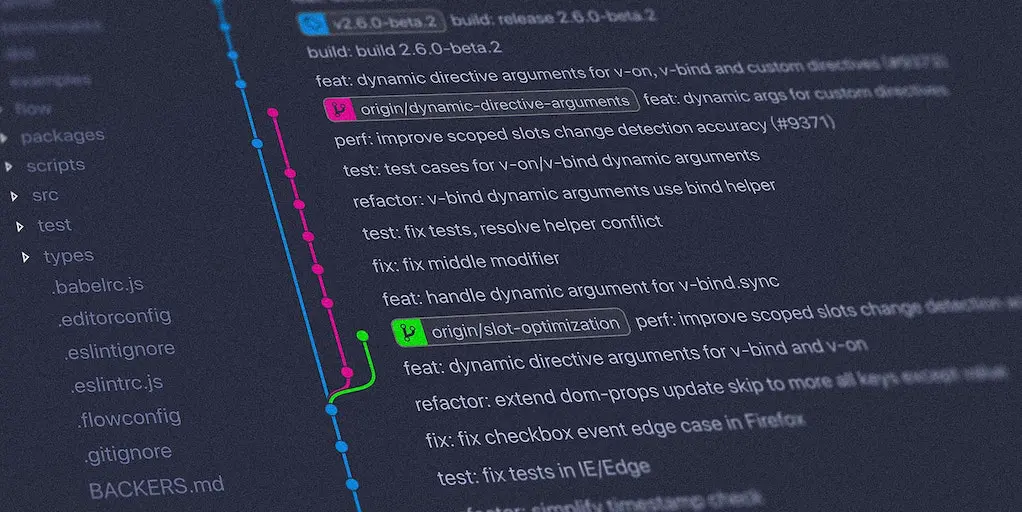 flow
packages
scripts
src
test
types
.babelrc.js
.editorconfig
.eslintignore
.eslintrc.js
.flowconfig
.gitignore
BACKERS.md
v2.6.0-beta.2 build: release 2.6.0-beta.2
build: build 2.6.0-beta.2
feat: dynamic directive arguments for v-on, v-bind and custom directives (#9373)
origin/dynamic-directive-arguments feat: dynamic args for custom directives
perf: improve scoped slots change detection accuracy (#9371)
test: test cases for v-on/v-bind dynamic arguments
refactor: v-bind dynamic arguments use bind helper
test: fix tests, resolve helper conflict
fix: fix middle modifier
feat: handle dynamic argument for v-bind.sync
origin/slot-optimization perf: improve scoped slots change detection
feat: dynamic directive arguments for v-bind and v-on
refactor: extend dom-props update skip to more all keys except value
fix: fix checkbox event edge case in Firefox
test: fix tests in IE/Edge
simplify timestamp check